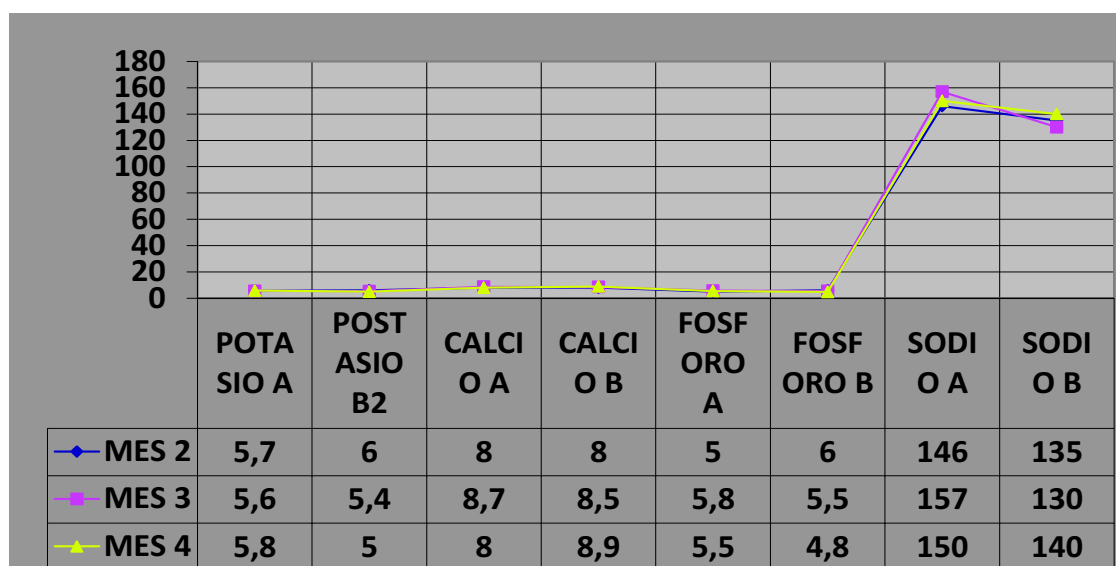 180
160
140
120
100
80
60
40
20
0
POTA
SIO A
POST
ASIO
B2
CALCI
O A
CALCI
O B
FOSF
ORO
A
FOSF
ORO B
SODI
O A
SODI
O B
MES 2 5,7 6 8 8 5 6 146 135
MES 3 5,6 5,4 8,7 8,5 5,8 5,5 157 130
MES 4 5,8 5 8 8,9 5,5 4,8 150 140